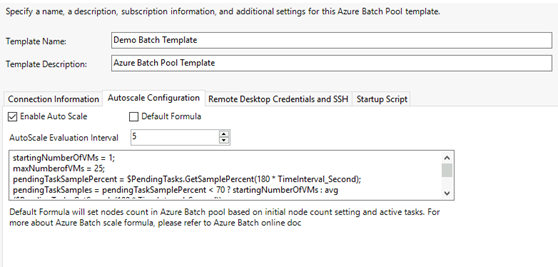 Specify a name, a description, subscription information, and additional settings for this Azure Batch Pool template.
Template Name: Demo Batch Template
Template Description: Azure Batch Pool Template
Connection Information Autoscale Configuration Remote Desktop Credentials and SSH Startup Script
Enable Auto Scale Default Formula
AutoScale Evaluation Interval 5
startingNumberOfVMs = 1;
maxNumberofVMs = 25;
pendingTaskSamplePercent = $PendingTasks.GetSamplePercent(180 * TimeInterval_Second);
pendingTaskSamples = pendingTaskSamplePercent < 70 ? startingNumberOfVMs : avg
Default Formula will set nodes count in Azure Batch pool based on initial node count setting and active tasks. For
more about Azure Batch scale formula, please refer to Azure Batch online doc